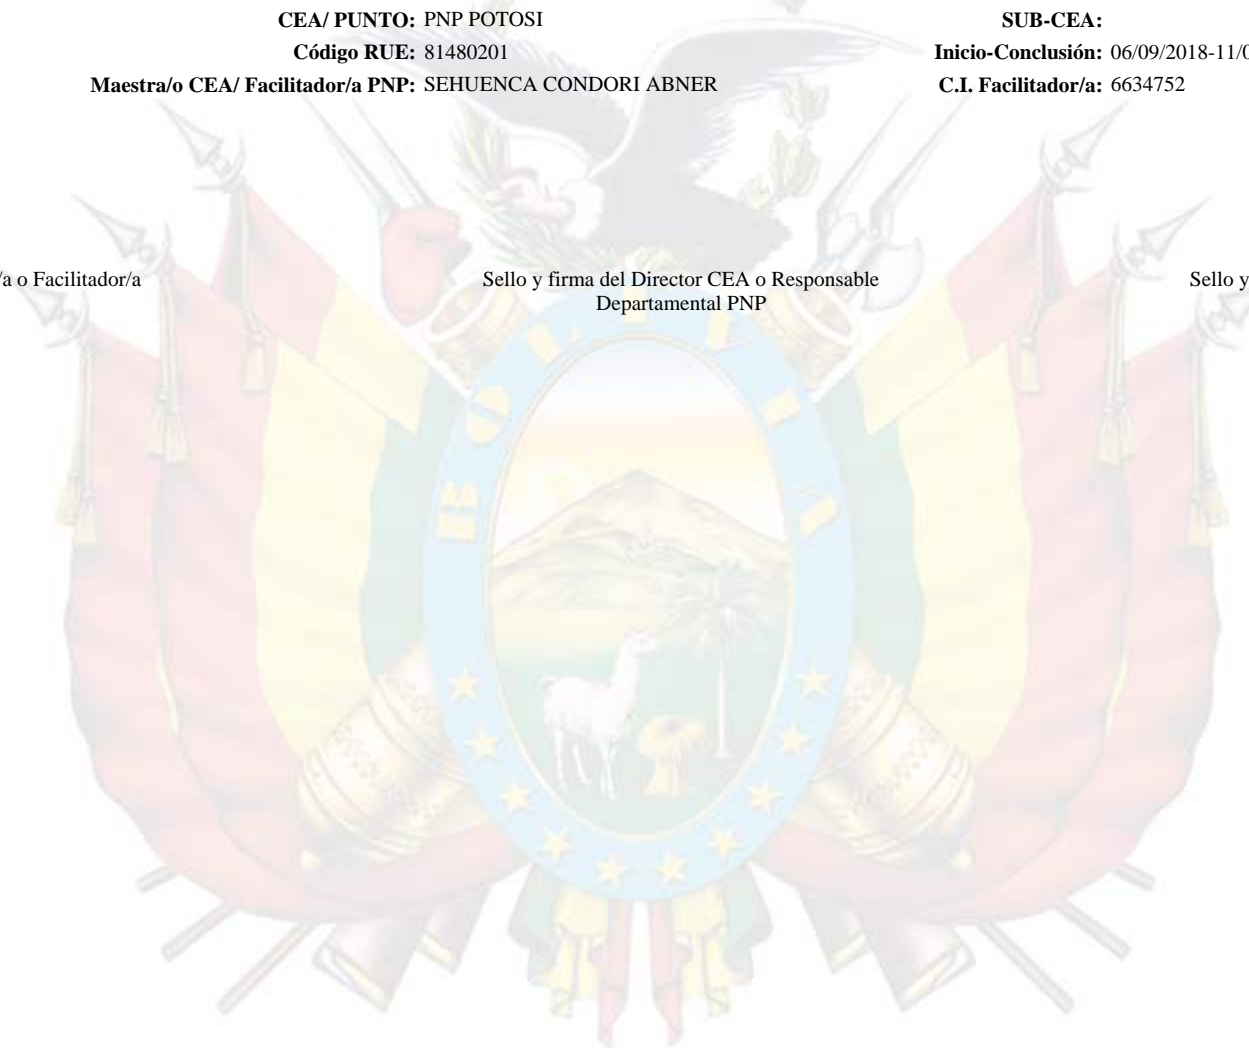 CEA/ PUNTO: PNP POTOSI SUB-CEA:
Código RUE: 81480201 Inicio-Conclusión: 06/09/2018-11/0
Maestra/o CEA/ Facilitador/a PNP: SEHUENCA CONDORI ABNER C.I. Facilitador/a: 6634752
/a o Facilitador/a Sello y firma del Director CEA o Responsable Sello y
Departamental PNP
BOLIVIA